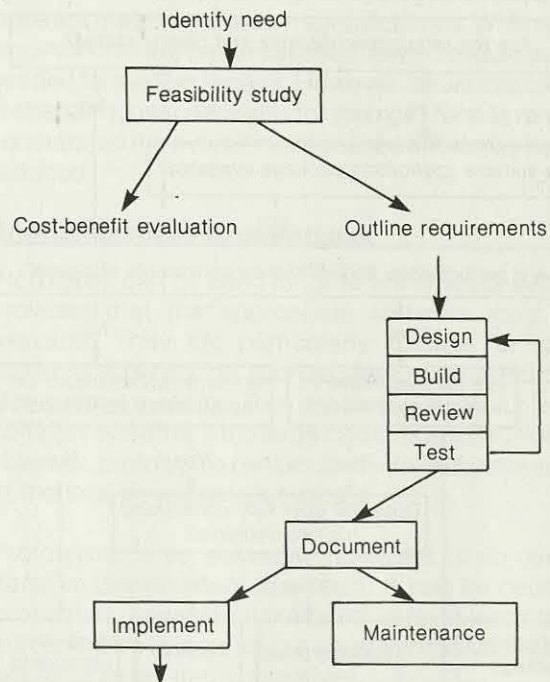 Identify need
Feasibility study
Cost-benefit evaluation
Outline requirements
Design
Build
Review
Test
Document
Implement
Maintenance